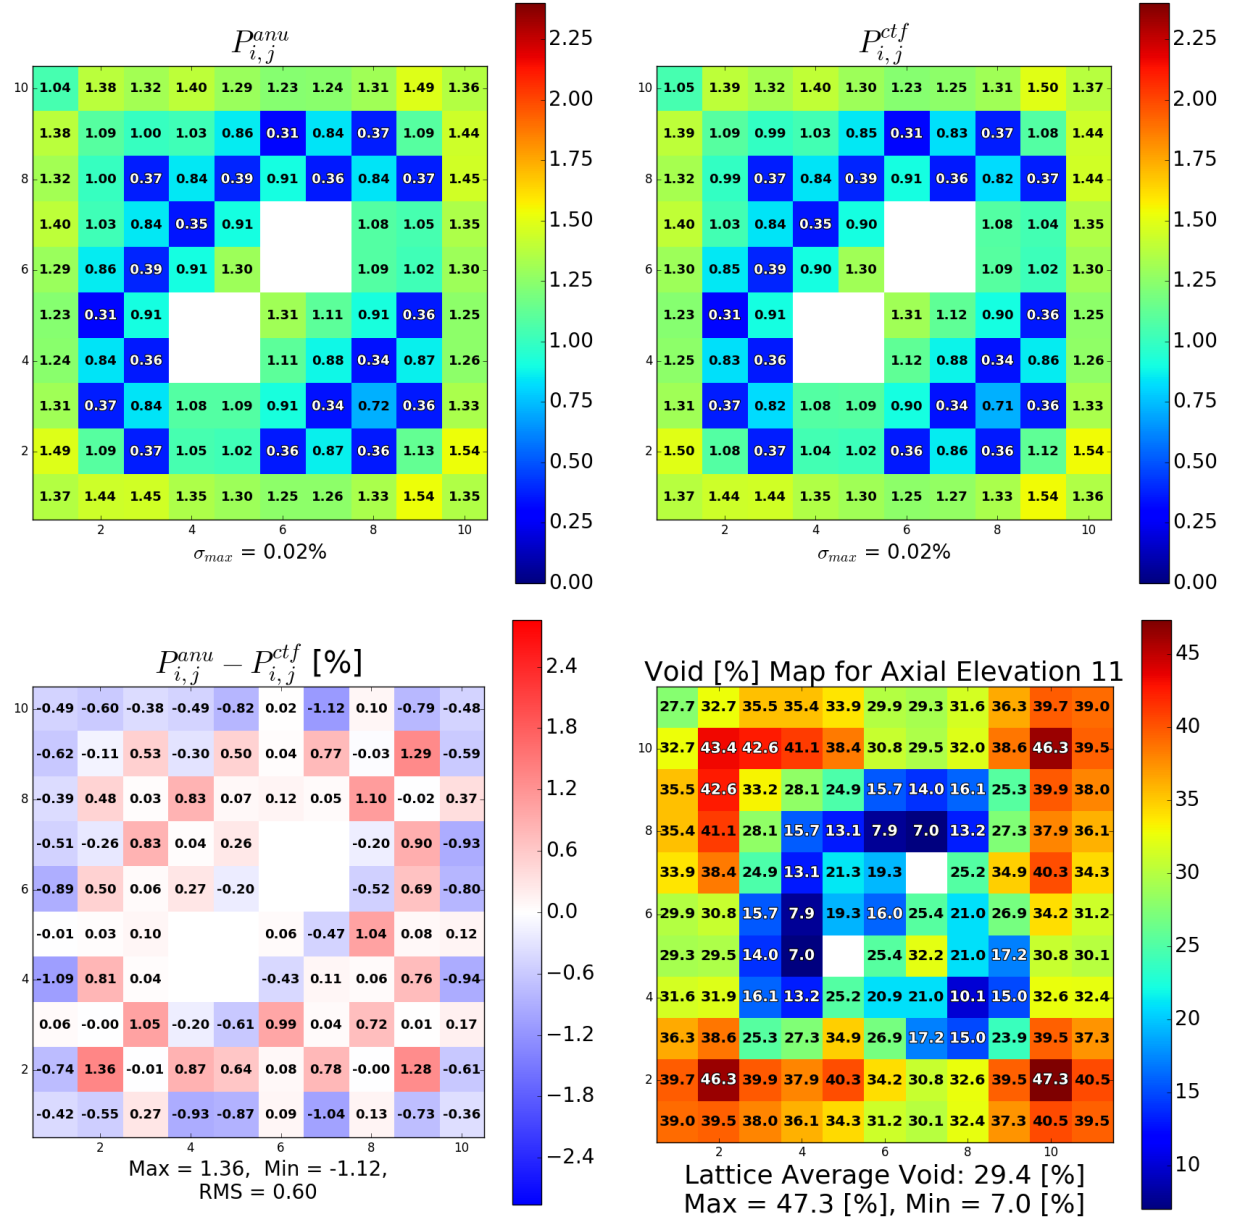 P_{i,j}^{anu}
10 1.04 1.38 1.32 1.40 1.29 1.23 1.24 1.31 1.49 1.36
1.38 1.09 1.00 1.03 0.86 0.31 0.84 0.37 1.09 1.44
8 1.32 1.00 0.37 0.84 0.39 0.91 0.36 0.84 0.37 1.45
1.40 1.03 0.84 0.35 0.91 1.08 1.05 1.35
6 1.29 0.86 0.39 0.91 1.30 1.09 1.02 1.30
1.23 0.31 0.91 1.31 1.11 0.91 0.36 1.25
4 1.24 0.84 0.36 1.11 0.88 0.34 0.87 1.26
1.31 0.37 0.84 1.08 1.09 0.91 0.34 0.72 0.36 1.33
2 1.49 1.09 0.37 1.05 1.02 0.36 0.87 0.36 1.13 1.54
1.37 1.44 1.45 1.35 1.30 1.25 1.26 1.33 1.54 1.35
2 4 6 8 10
σ_{max} = 0.02%
2.25
2.00
1.75
1.50
1.25
1.00
0.75
0.50
0.25
0.00
P_{i,j}^{ctf}
10 1.05 1.39 1.32 1.40 1.30 1.23 1.25 1.31 1.50 1.37
1.39 1.09 0.99 1.03 0.85 0.31 0.83 0.37 1.08 1.44
8 1.32 0.99 0.37 0.84 0.39 0.91 0.36 0.82 0.37 1.44
1.40 1.03 0.84 0.35 0.90 1.08 1.04 1.35
6 1.30 0.85 0.39 0.90 1.30 1.09 1.02 1.30
1.23 0.31 0.91 1.31 1.12 0.90 0.36 1.25
4 1.25 0.83 0.36 1.12 0.88 0.34 0.86 1.26
1.31 0.37 0.82 1.08 1.09 0.90 0.34 0.71 0.36 1.33
2 1.50 1.08 0.37 1.04 1.02 0.36 0.86 0.36 1.12 1.54
1.37 1.44 1.44 1.35 1.30 1.25 1.27 1.33 1.54 1.36
2 4 6 8 10
σ_{max} = 0.02%
2.25
2.00
1.75
1.50
1.25
1.00
0.75
0.50
0.25
0.00
P_{i,j}^{anu} − P_{i,j}^{ctf} [%]
10 -0.49 -0.60 -0.38 -0.49 -0.82 0.02 -1.12 0.10 -0.79 -0.48
-0.62 -0.11 0.53 -0.30 0.50 0.04 0.77 -0.03 1.29 -0.59
8 -0.39 0.48 0.03 0.83 0.07 0.12 0.05 1.10 -0.02 0.37
-0.51 -0.26 0.83 0.04 0.26 -0.20 0.90 -0.93
6 -0.89 0.50 0.06 0.27 -0.20 -0.52 0.69 -0.80
-0.01 0.03 0.10 0.06 -0.47 1.04 0.08 0.12
4 -1.09 0.81 0.04 -0.43 0.11 0.06 0.76 -0.94
0.06 -0.00 1.05 -0.20 -0.61 0.99 0.04 0.72 0.01 0.17
2 -0.74 1.36 -0.01 0.87 0.64 0.08 0.78 -0.00 1.28 -0.61
-0.42 -0.55 0.27 -0.93 -0.87 0.09 -1.04 0.13 -0.73 -0.36
2 4 6 8 10
Max = 1.36, Min = -1.12,
RMS = 0.60
2.4
1.8
1.2
0.6
0.0
−0.6
−1.2
−1.8
−2.4
Void [%] Map for Axial Elevation 11
27.7 32.7 35.5 35.4 33.9 29.9 29.3 31.6 36.3 39.7 39.0
10 32.7 43.4 42.6 41.1 38.4 30.8 29.5 32.0 38.6 46.3 39.5
35.5 42.6 33.2 28.1 24.9 15.7 14.0 16.1 25.3 39.9 38.0
8 35.4 41.1 28.1 15.7 13.1 7.9 7.0 13.2 27.3 37.9 36.1
33.9 38.4 24.9 13.1 21.3 19.3 25.2 34.9 40.3 34.3
6 29.9 30.8 15.7 7.9 19.3 16.0 25.4 21.0 26.9 34.2 31.2
29.3 29.5 14.0 7.0 25.4 32.2 21.0 17.2 30.8 30.1
4 31.6 31.9 16.1 13.2 25.2 20.9 21.0 10.1 15.0 32.6 32.4
36.3 38.6 25.3 27.3 34.9 26.9 17.2 15.0 23.9 39.5 37.3
2 39.7 46.3 39.9 37.9 40.3 34.2 30.8 32.6 39.5 47.3 40.5
39.0 39.5 38.0 36.1 34.3 31.2 30.1 32.4 37.3 40.5 39.5
2 4 6 8 10
Lattice Average Void: 29.4 [%]
Max = 47.3 [%], Min = 7.0 [%]
45
40
35
30
25
20
15
10